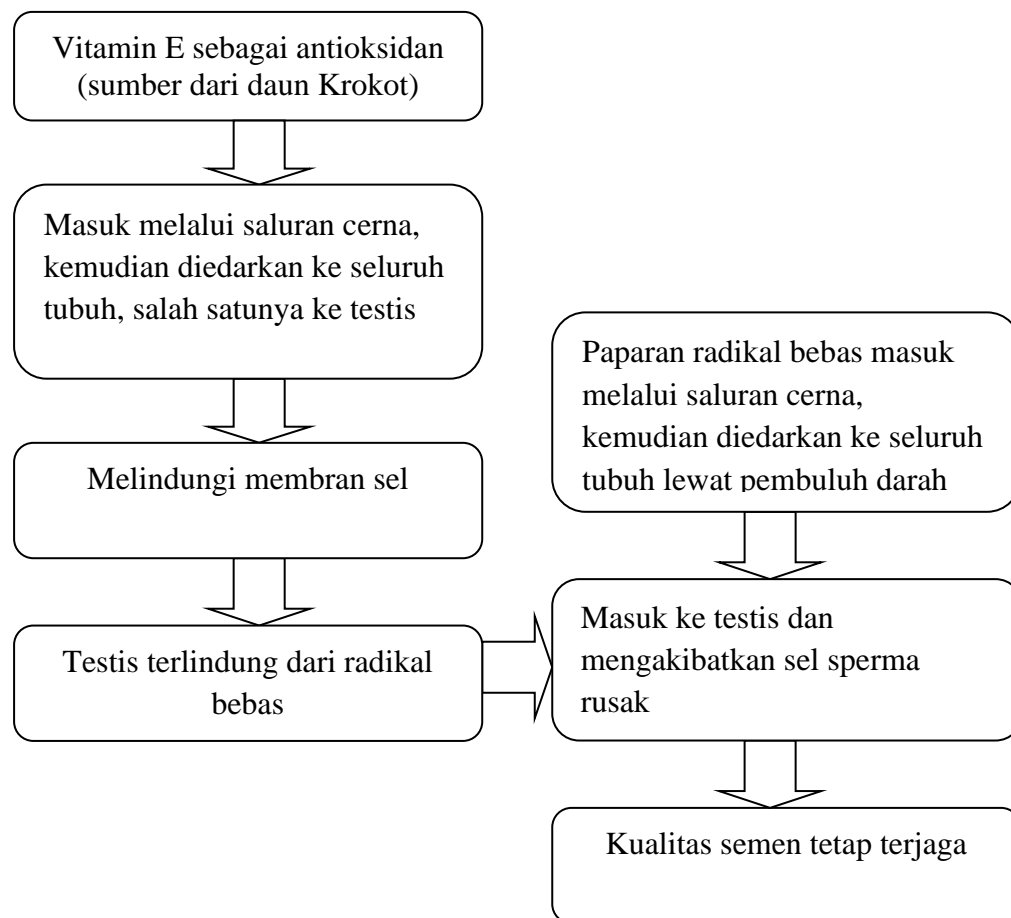 Vitamin E sebagai antioksidan
(sumber dari daun Krokot)
Masuk melalui saluran cerna,
kemudian diedarkan ke seluruh
tubuh, salah satunya ke testis
Melindungi membran sel
Testis terlindung dari radikal
bebas
Paparan radikal bebas masuk
melalui saluran cerna,
kemudian diedarkan ke seluruh
tubuh lewat pembuluh darah
Masuk ke testis dan
mengakibatkan sel sperma
rusak
Kualitas semen tetap terjaga